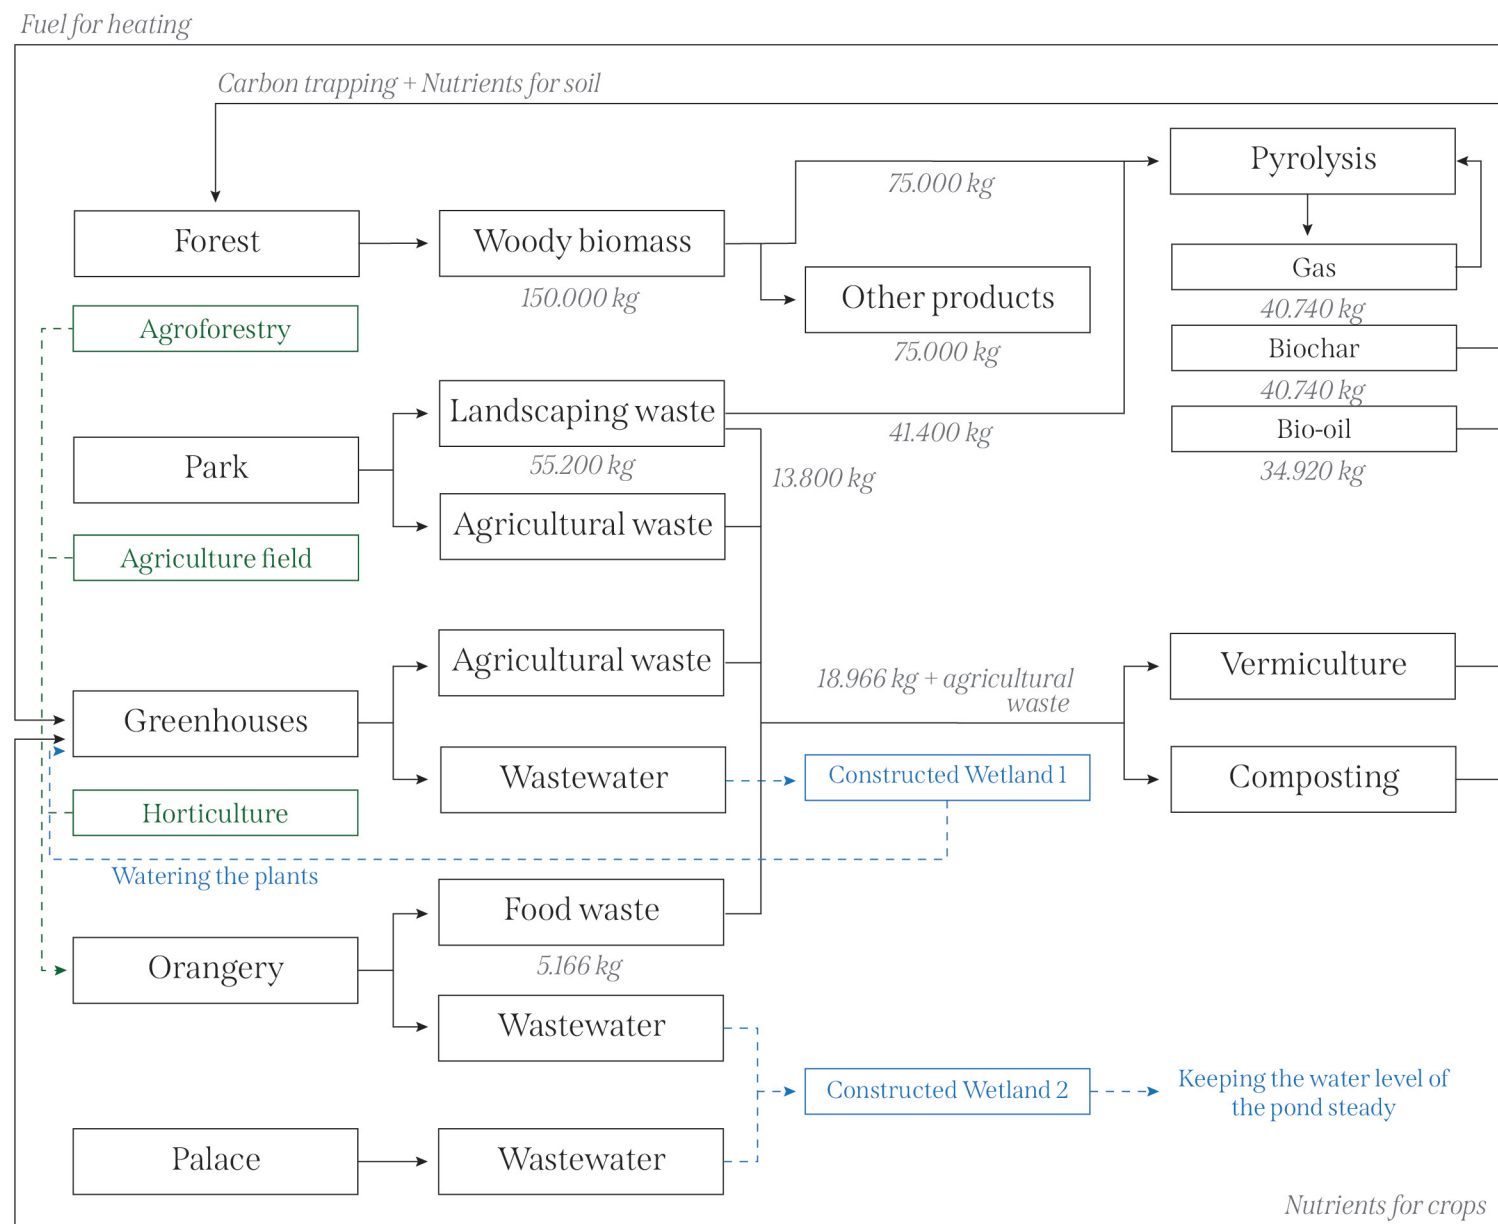 Fuel for heating
Carbon trapping + Nutrients for soil
Pyrolysis
75.000 kg
Forest
Woody biomass
Gas
150.000 kg
Other products
40.740 kg
Agroforestry
75.000 kg
Biochar
40.740 kg
Landscaping waste
41.400 kg
Bio-oil
Park
55.200 kg
13.800 kg
34.920 kg
Agricultural waste
Agriculture field
Agricultural waste
18.966 kg + agricultural
waste
Vermiculture
Greenhouses
Wastewater
Constructed Wetland 1
Composting
Horticulture
Watering the plants
Food waste
Orangery
5.166 kg
Wastewater
Constructed Wetland 2
Keeping the water level of
the pond steady
Palace
Wastewater
Nutrients for crops